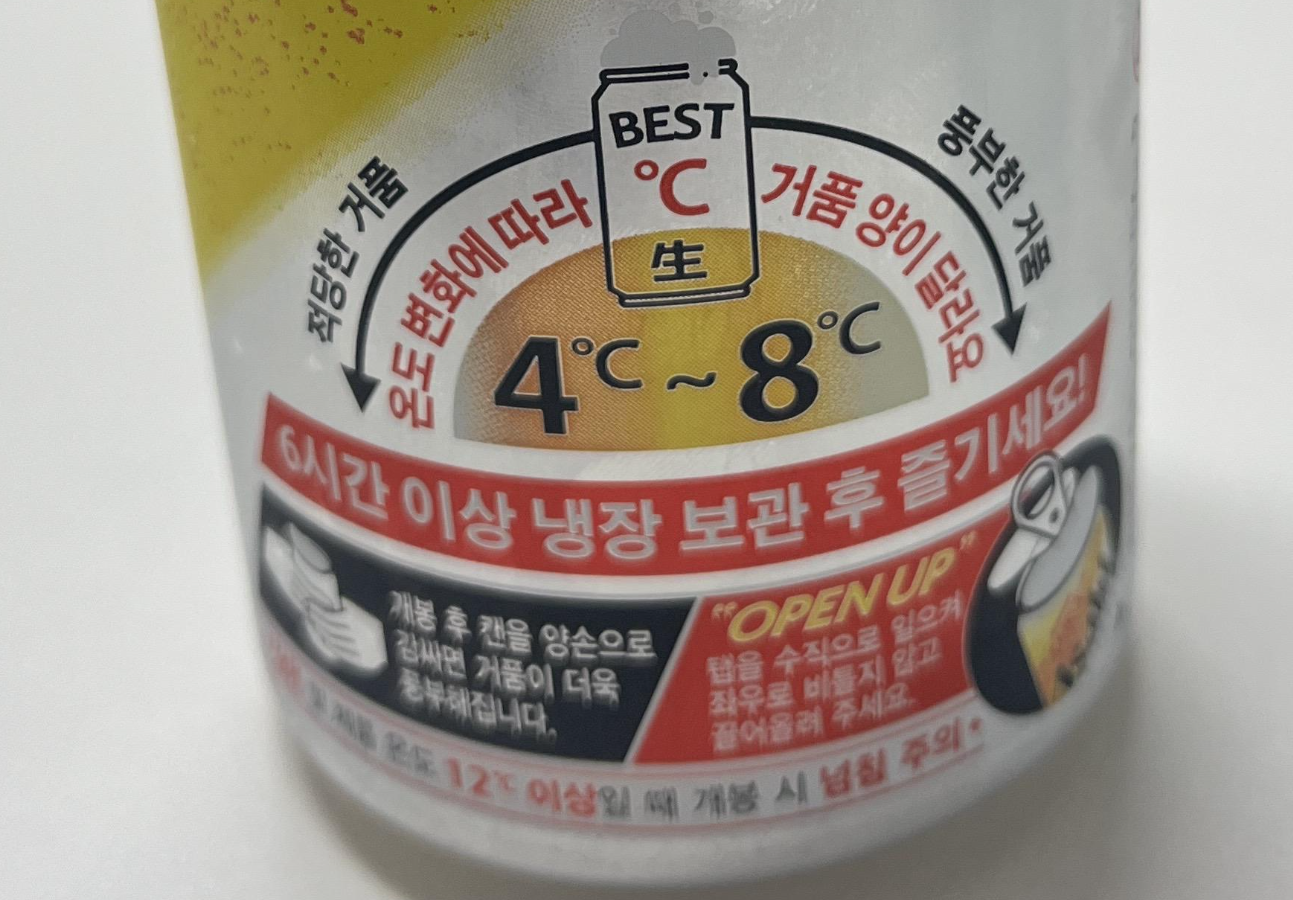 BEST
℃
生
적당한 거품
풍부한 거품
온도변화에 따라 거품 양이 달라요
4℃ ~ 8℃
6시간 이상 냉장 보관 후 즐기세요!
개봉 후 캔을 양손으로
감싸면 거품이 더욱
풍부해집니다.
"OPEN UP"
탭을 수직으로 일으켜
좌우로 비틀지 않고
끌어올려 주세요.
제품 온도 12℃ 이상일 때 개봉 시 넘침 주의